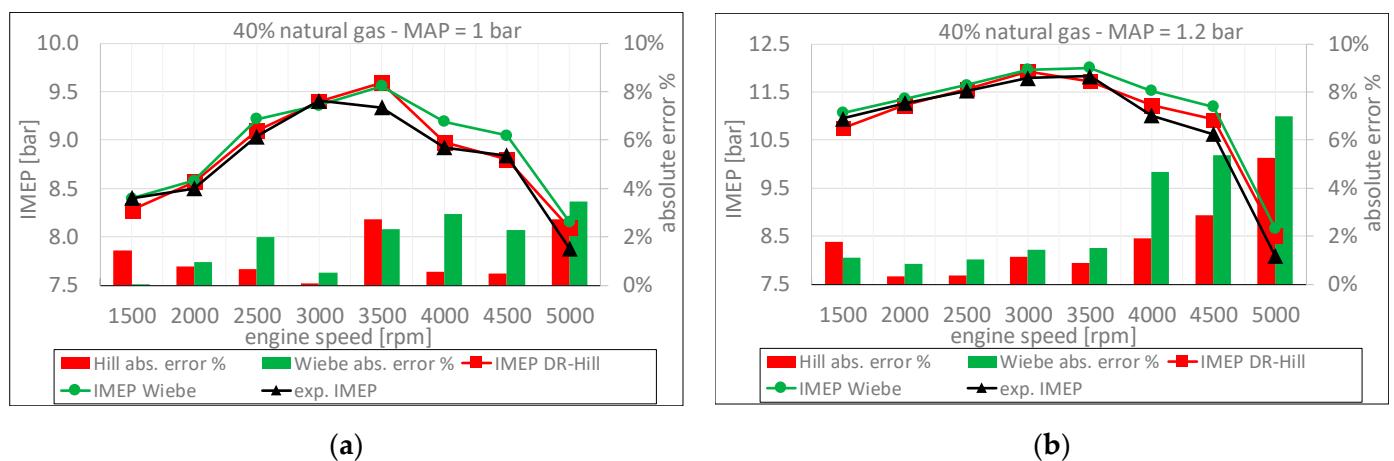 40% natural gas - MAP = 1 bar
10.0
9.5
9.0
8.5
8.0
7.5
IMEP [bar]
10%
8%
6%
4%
2%
0%
absolute error %
1500 2000 2500 3000 3500 4000 4500 5000
engine speed [rpm]
Hill abs. error % Wiebe abs. error % IMEP DR-Hill
IMEP Wiebe exp. IMEP
(a)
40% natural gas - MAP = 1.2 bar
12.5
11.5
10.5
9.5
8.5
7.5
IMEP [bar]
10%
8%
6%
4%
2%
0%
absolute error %
1500 2000 2500 3000 3500 4000 4500 5000
engine speed [rpm]
Hill abs. error % Wiebe abs. error % IMEP DR-Hill
IMEP Wiebe exp. IMEP
(b)